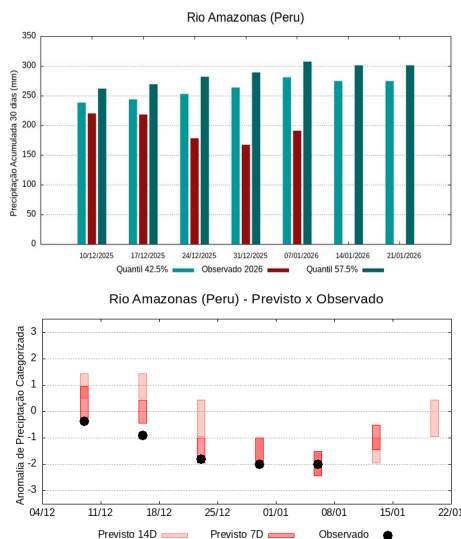 Rio Amazonas (Peru)
Precipitação Acumulada 30 dias (mm)
350
300
250
200
150
100
50
0
10/12/2025 17/12/2025 24/12/2025 31/12/2025 07/01/2026 14/01/2026 21/01/2026
Quantil 42.5% Observado 2026 Quantil 57.5%
Rio Amazonas (Peru) - Previsto x Observado
Anomalia de Precipitação Categorizada
3
2
1
0
-1
-2
-3
04/12 11/12 18/12 25/12 01/01 08/01 15/01 22/01
Previsto 14D Previsto 7D Observado